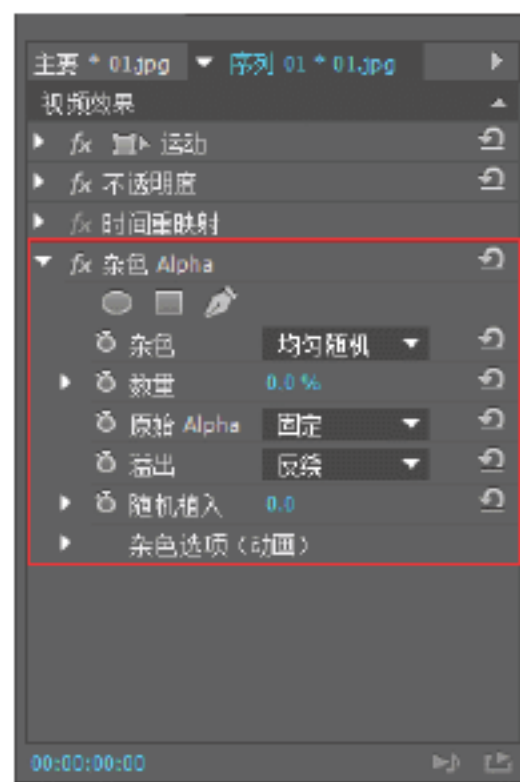 主要 * 01.jpg 序列 01 * 01.jpg
视频效果
fx 运动
fx 不透明度
fx 时间重映射
fx 杂色 Alpha
杂色 均匀随机
数量 0.0 %
原始 Alpha 固定
溢出 反绕
随机植入 0.0
杂色选项(动画)
00:00:00:00